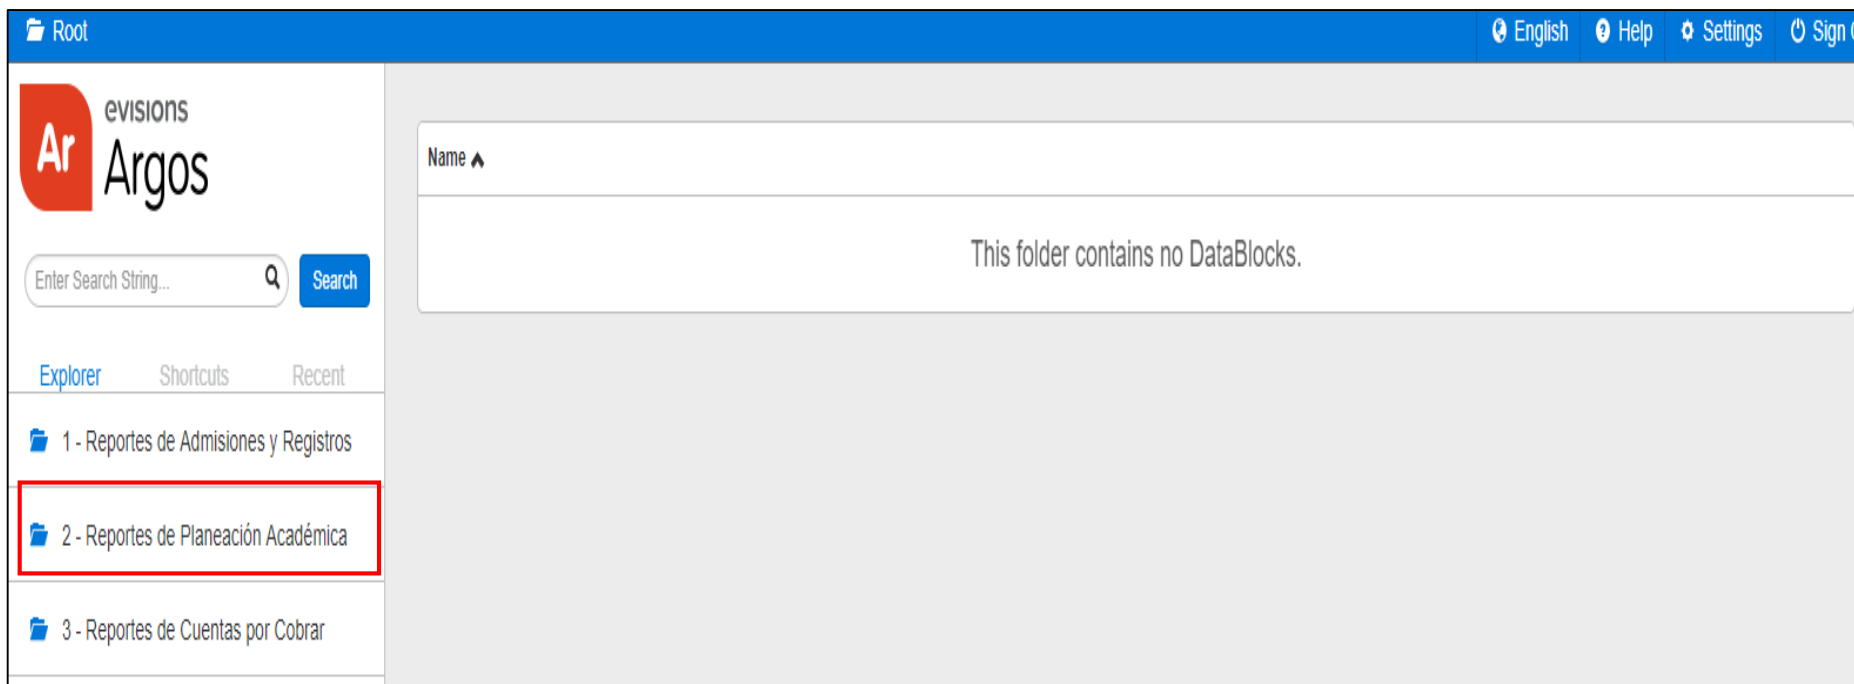 Root
English
Help
Settings
Sign
Ar
evisions
Argos
Enter Search String...
Search
Explorer
Shortcuts
Recent
1 - Reportes de Admisiones y Registros
2 - Reportes de Planeación Académica
3 - Reportes de Cuentas por Cobrar
Name
This folder contains no DataBlocks.